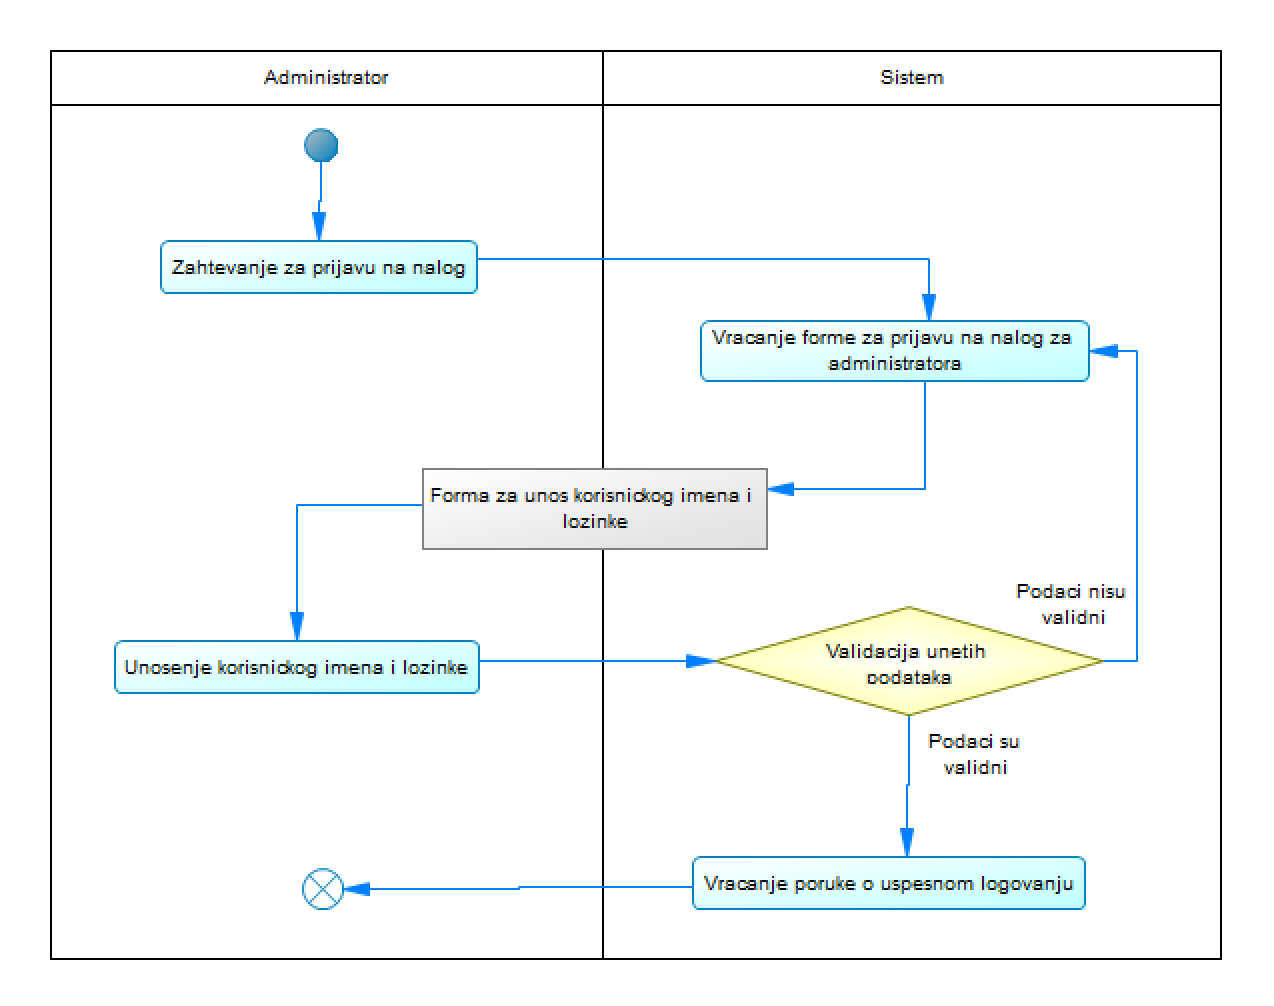 Administrator
Sistem
Zahtevanje za prijavu na nalog
Vracanje forme za prijavu na nalog za
administratora
Forma za unos korisnickog imena i
lozinke
Podaci nisu
validni
Unosenje korisnickog imena i lozinke
Validacija unetih
podataka
Podaci su
validni
Vracanje poruke o uspesnom logovanju